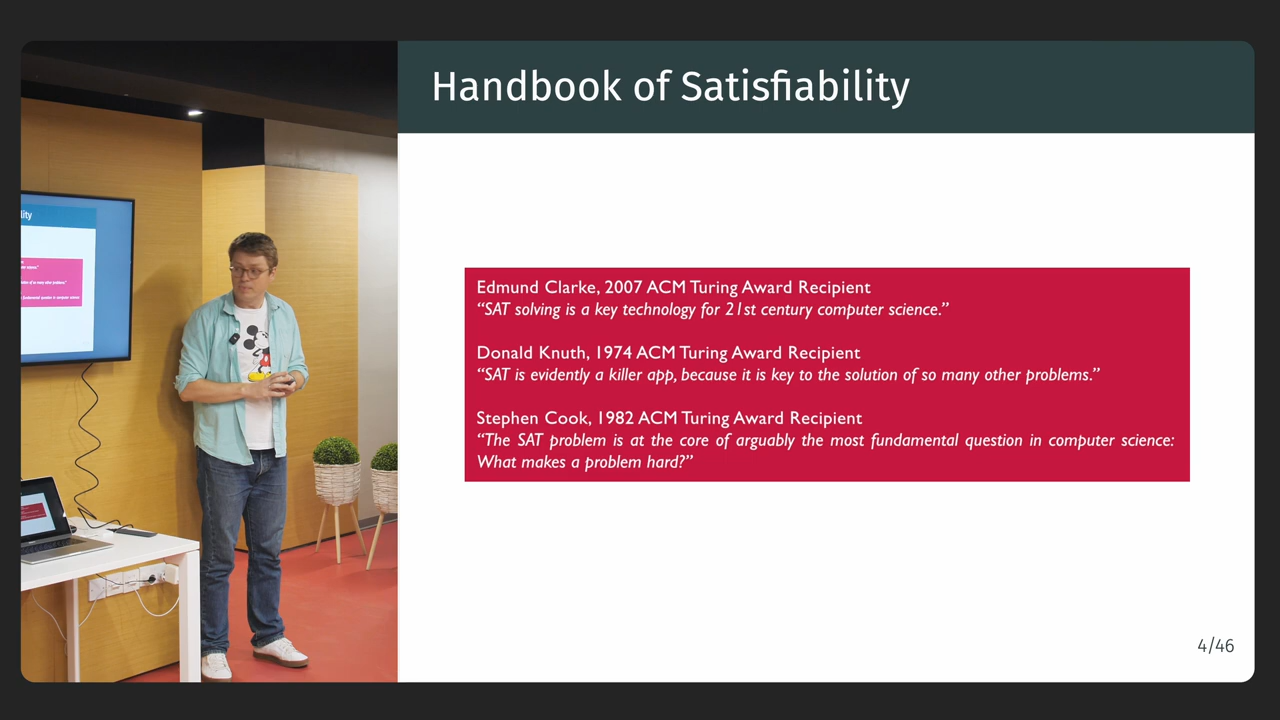 Handbook of Satisfiability
Edmund Clarke, 2007 ACM Turing Award Recipient
“SAT solving is a key technology for 21st century computer science.”
Donald Knuth, 1974 ACM Turing Award Recipient
“SAT is evidently a killer app, because it is key to the solution of so many other problems.”
Stephen Cook, 1982 ACM Turing Award Recipient
“The SAT problem is at the core of arguably the most fundamental question in computer science:
What makes a problem hard?”
4/46
lity